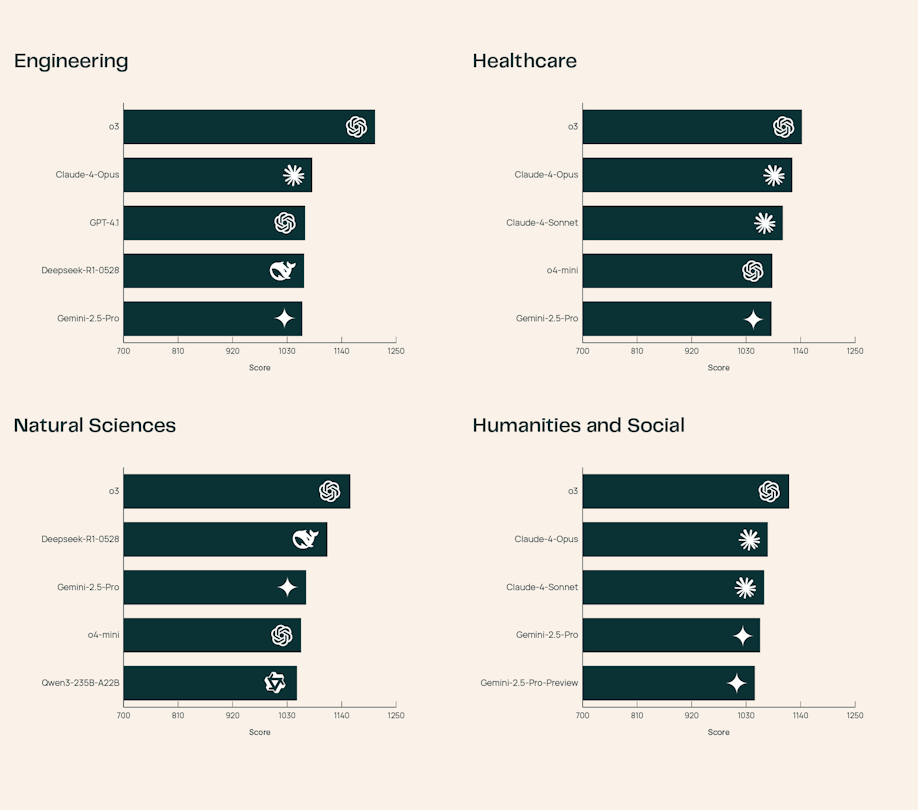 Engineering
o3
Claude-4-Opus
GPT-4.1
Deepseek-R1-0528
Gemini-2.5-Pro
700 810 920 1030 1140 1250
Score
Healthcare
o3
Claude-4-Opus
Claude-4-Sonnet
o4-mini
Gemini-2.5-Pro
700 810 920 1030 1140 1250
Score
Natural Sciences
o3
Deepseek-R1-0528
Gemini-2.5-Pro
o4-mini
Qwen3-235B-A22B
700 810 920 1030 1140 1250
Score
Humanities and Social
o3
Claude-4-Opus
Claude-4-Sonnet
Gemini-2.5-Pro
Gemini-2.5-Pro-Preview
700 810 920 1030 1140 1250
Score